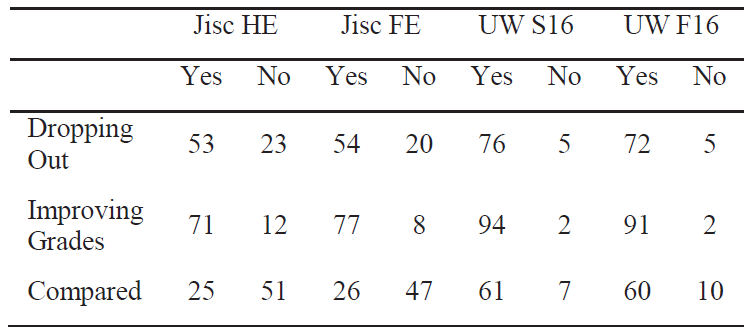 Jisc HE Jisc FE UW S16 UW F16
Yes No Yes No Yes No Yes No
Dropping
Out 53 23 54 20 76 5 72 5
Improving
Grades 71 12 77 8 94 2 91 2
Compared 25 51 26 47 61 7 60 10